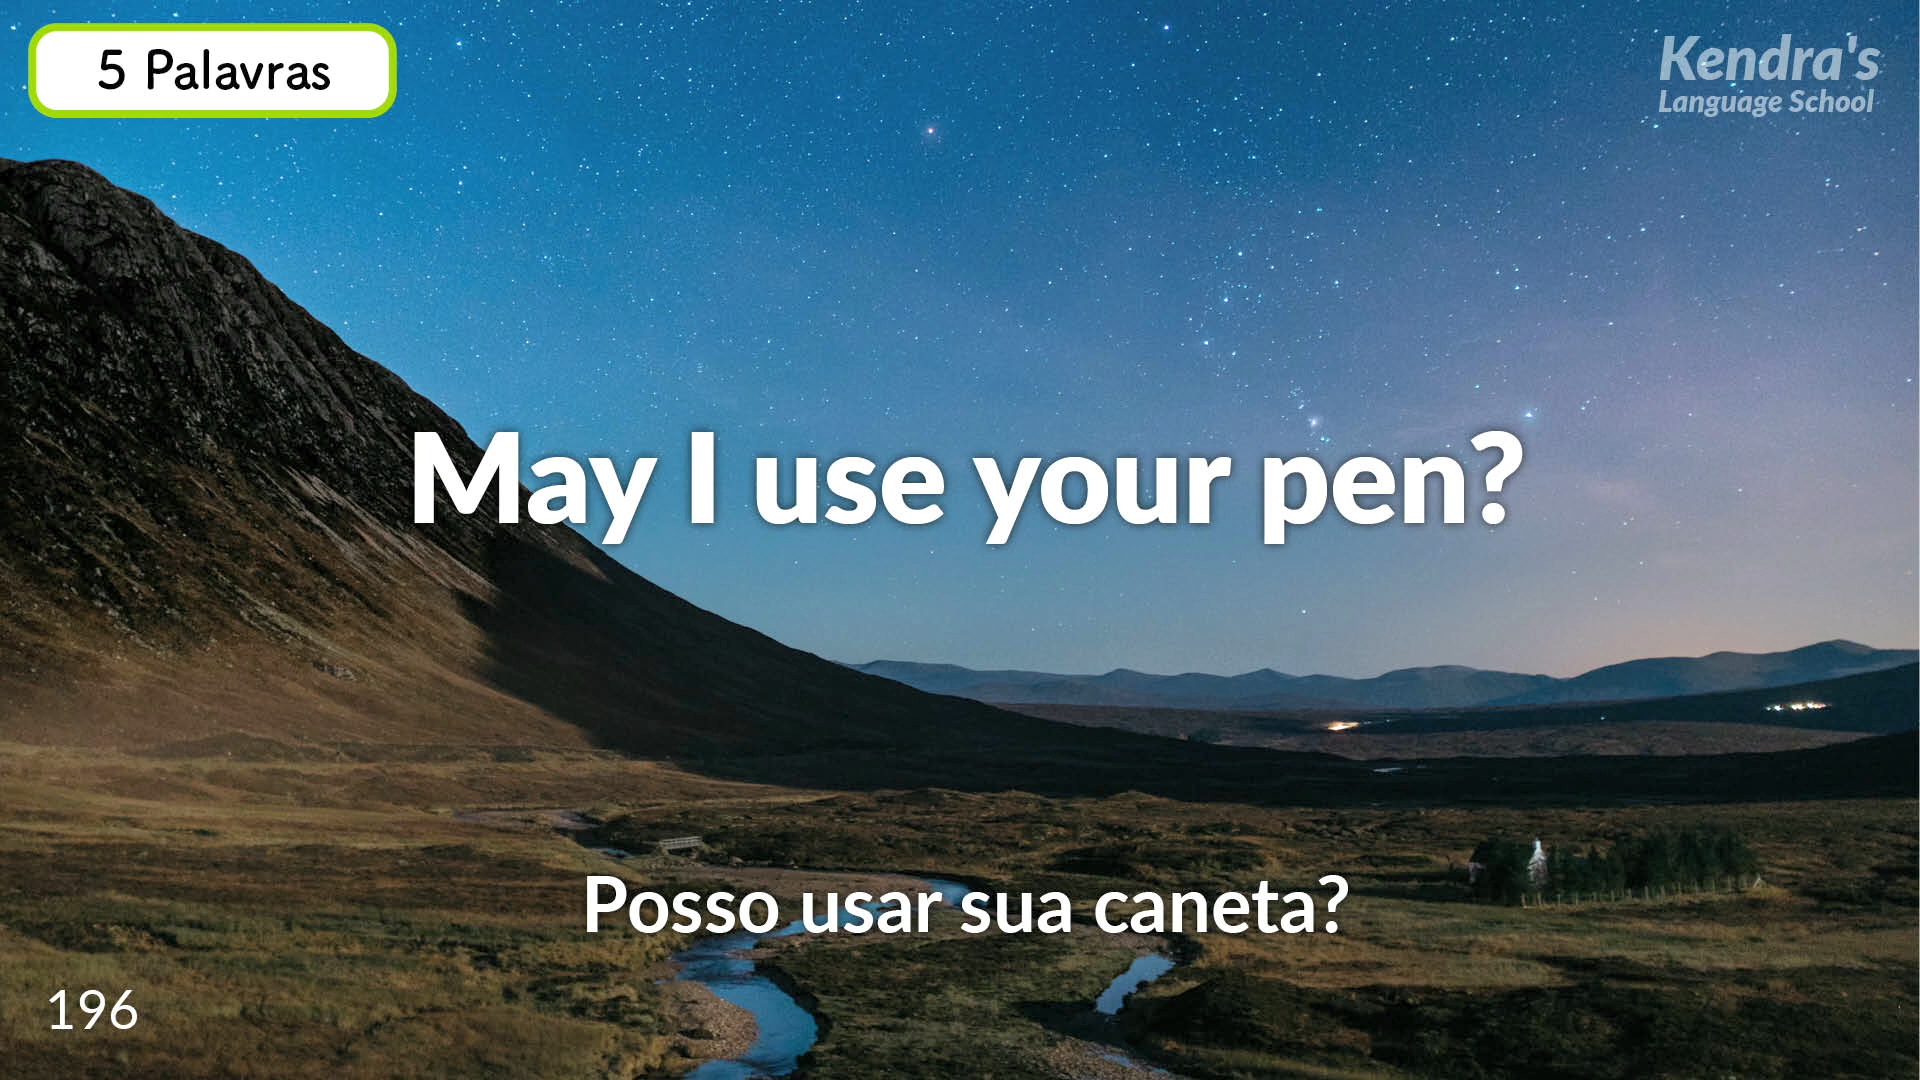 5 Palavras
Kendra's
Language School
May I use your pen?
Posso usar sua caneta?
196